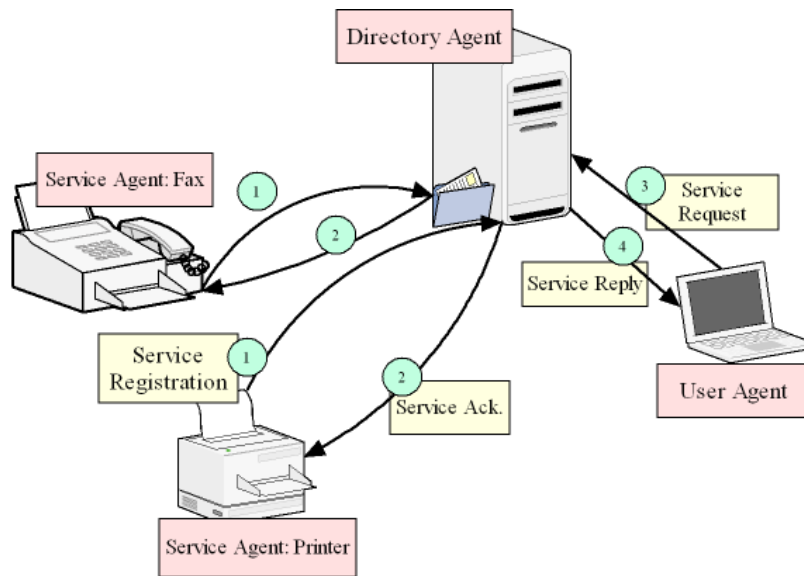 Directory Agent
Service Agent: Fax
1
2
3
Service
Request
4
Service Reply
Service
Registration
1
2
Service Ack.
User Agent
Service Agent: Printer